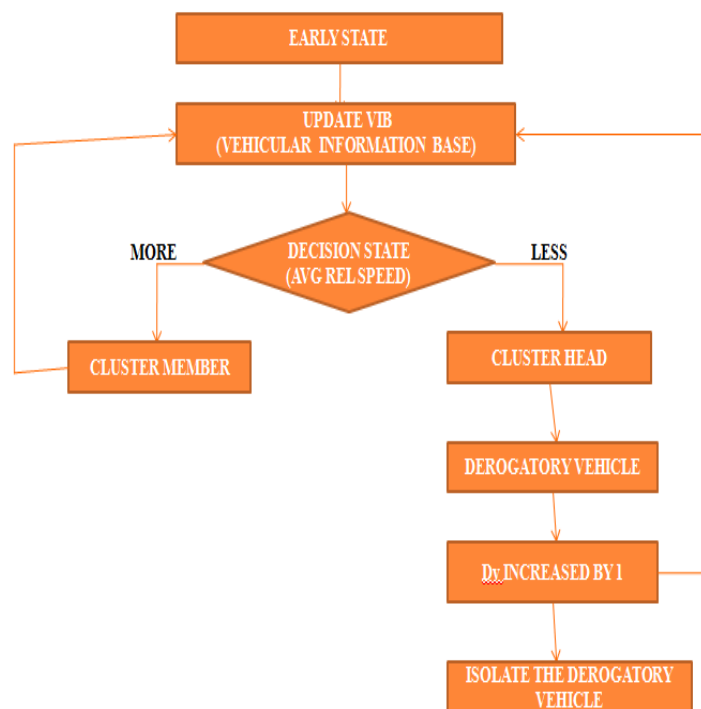 EARLY STATE
UPDATE VIB
(VEHICULAR INFORMATION BASE)
MORE
DECISION STATE
(AVG REL SPEED)
LESS
CLUSTER MEMBER
CLUSTER HEAD
DEROGATORY VEHICLE
Dv INCREASED BY 1
ISOLATE THE DEROGATORY
VEHICLE